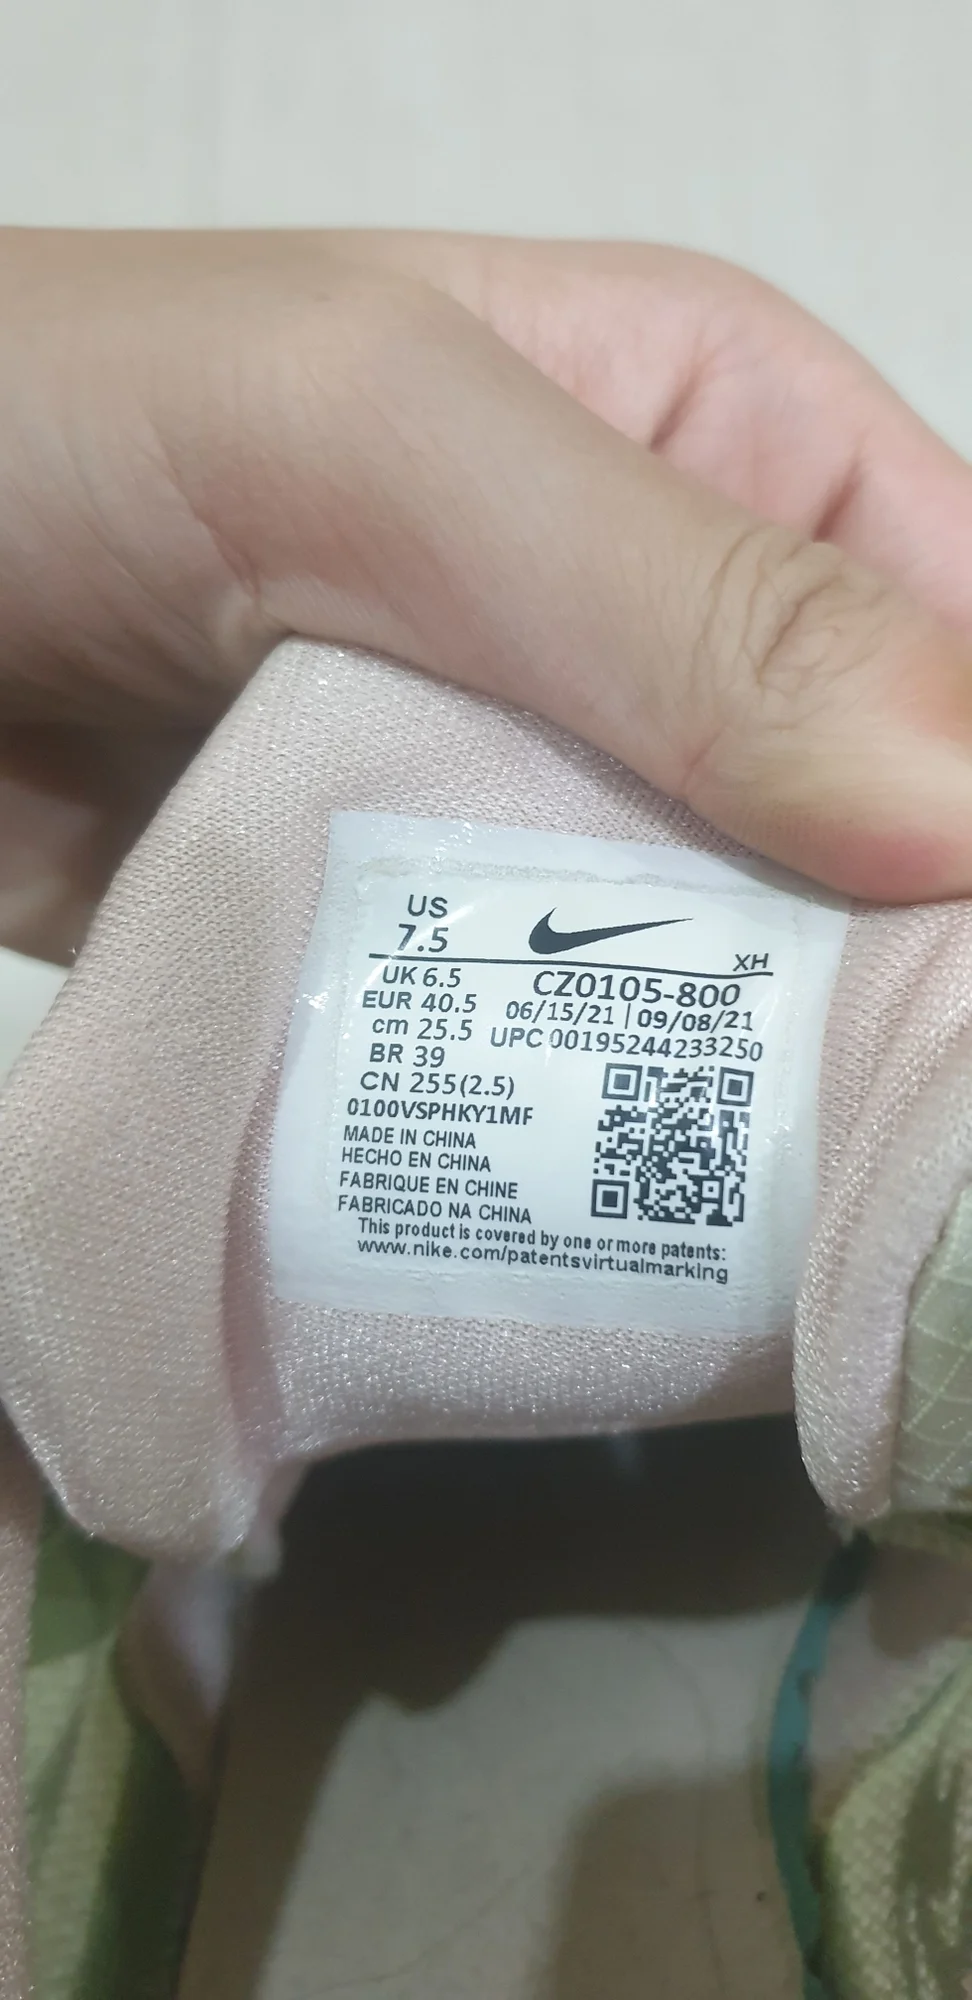 US
7.5
XH
UK 6.5
CZ0105-800
EUR 40.5
06/15/21 | 09/08/21
cm 25.5
UPC 00195244233250
BR 39
CN 255(2.5)
0100VSPHKY1MF
MADE IN CHINA
HECHO EN CHINA
FABRIQUE EN CHINE
FABRICADO NA CHINA
This product is covered by one or more patents:
www.nike.com/patentsvirtualmarking